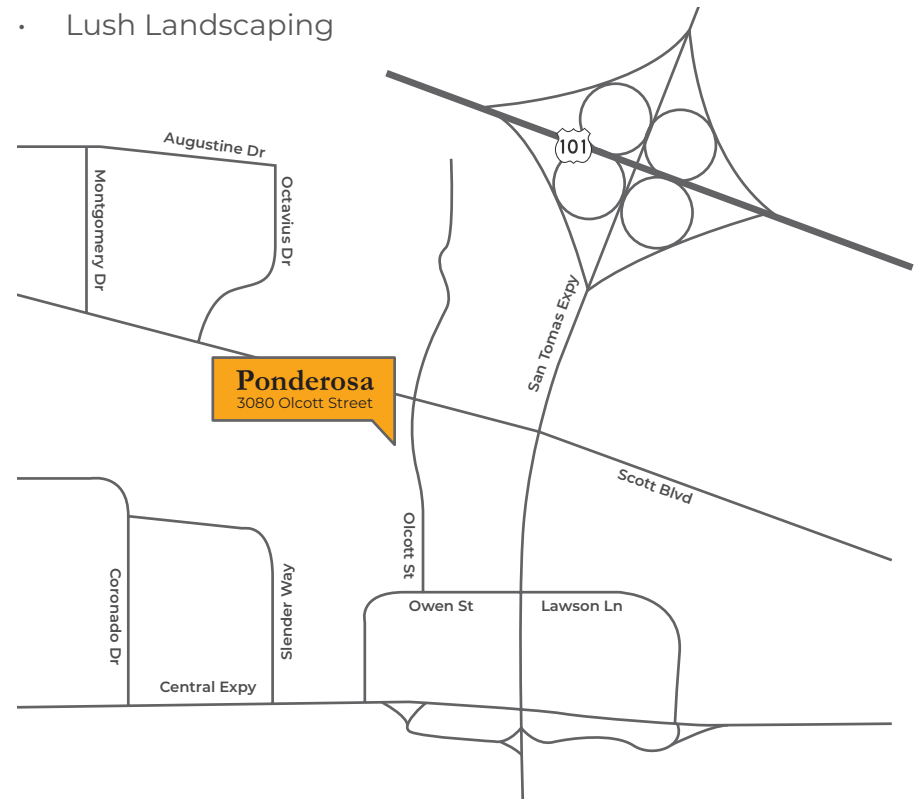 • Lush Landscaping
101
Augustine Dr
Montgomery Dr
Octavius Dr
San Tomas Expy
Ponderosa
3080 Olcott Street
Scott Blvd
Olcott St
Coronado Dr
Slender Way
Owen St
Lawson Ln
Central Expy